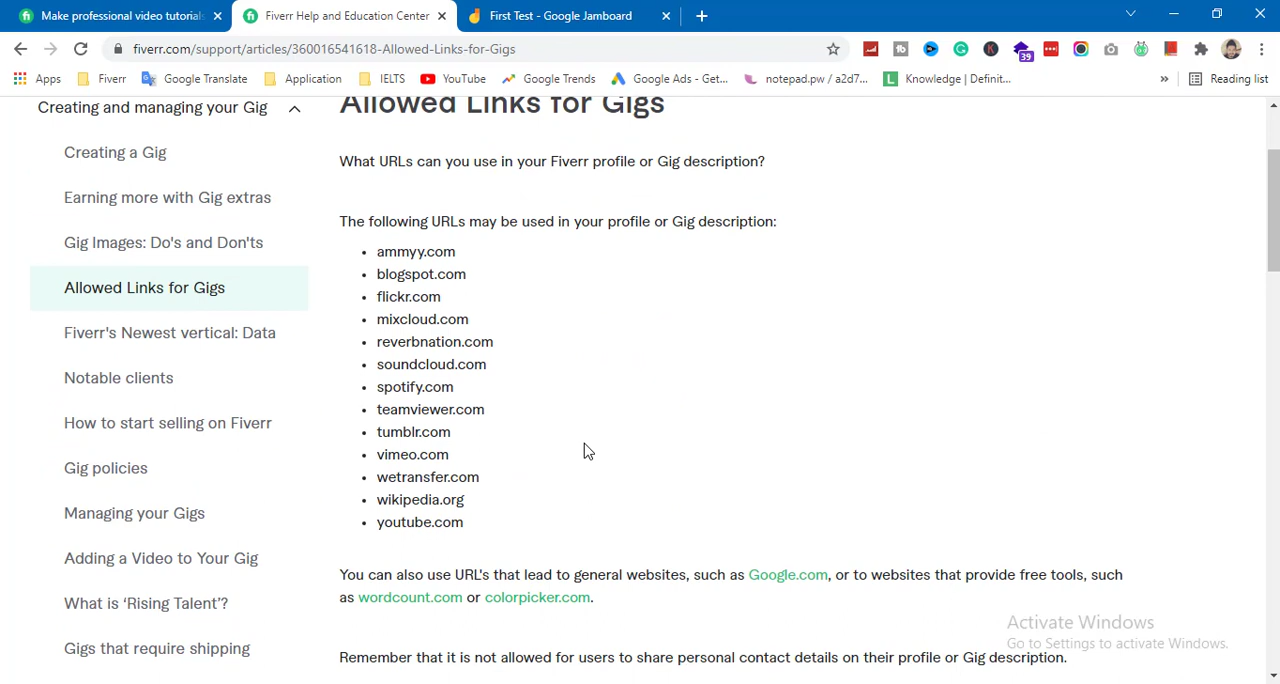 Make professional video tutorials
Fiverr Help and Education Center
First Test - Google Jamboard
fiverr.com/support/articles/360016541618-Allowed-Links-for-Gigs
39
Apps
Fiverr
Google Translate
Application
IELTS
YouTube
Google Trends
Google Ads - Get...
notepad.pw / a2d7...
Knowledge | Definit...
»
Reading list
Creating and managing your Gig
Creating a Gig
Earning more with Gig extras
Gig Images: Do's and Don'ts
Allowed Links for Gigs
Fiverr's Newest vertical: Data
Notable clients
How to start selling on Fiverr
Gig policies
Managing your Gigs
Adding a Video to Your Gig
What is ‘Rising Talent’?
Gigs that require shipping
Allowed Links for Gigs
What URLs can you use in your Fiverr profile or Gig description?
The following URLs may be used in your profile or Gig description:
• ammyy.com
• blogspot.com
• flickr.com
• mixcloud.com
• reverbnation.com
• soundcloud.com
• spotify.com
• teamviewer.com
• tumblr.com
• vimeo.com
• wetransfer.com
• wikipedia.org
• youtube.com
You can also use URL's that lead to general websites, such as Google.com, or to websites that provide free tools, such
as wordcount.com or colorpicker.com.
Remember that it is not allowed for users to share personal contact details on their profile or Gig description.
Activate Windows
Go to Settings to activate Windows.